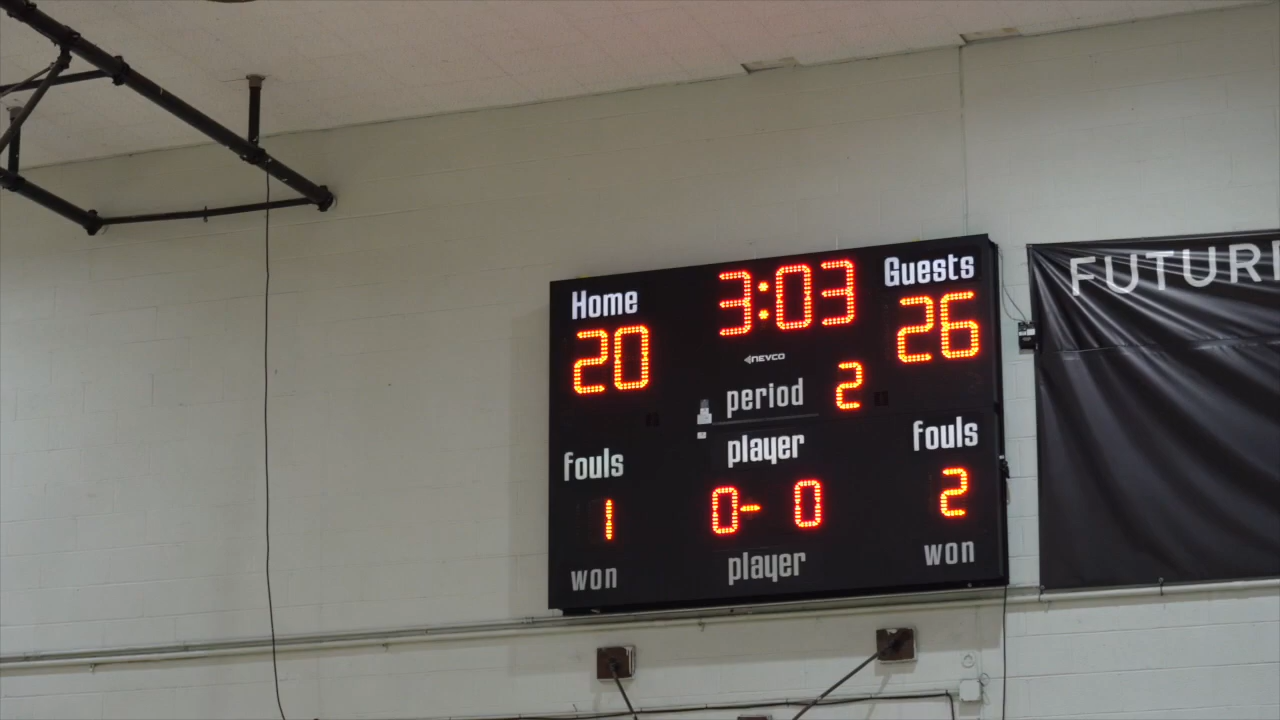 Home
3:03
Guests
20
26
NEVCO
period 2
player
fouls
fouls
1
0- 0
2
won
player
won
FUTUR